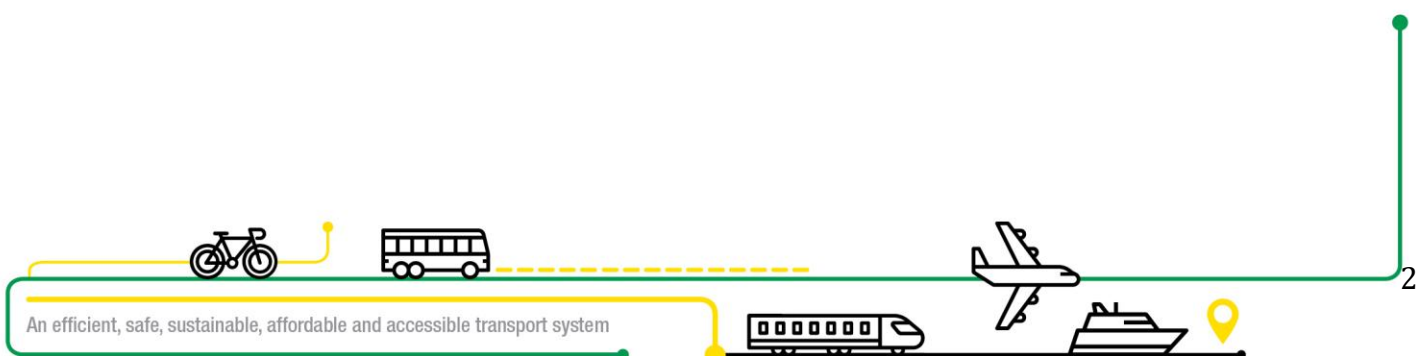 2
An efficient, safe, sustainable, affordable and accessible transport system